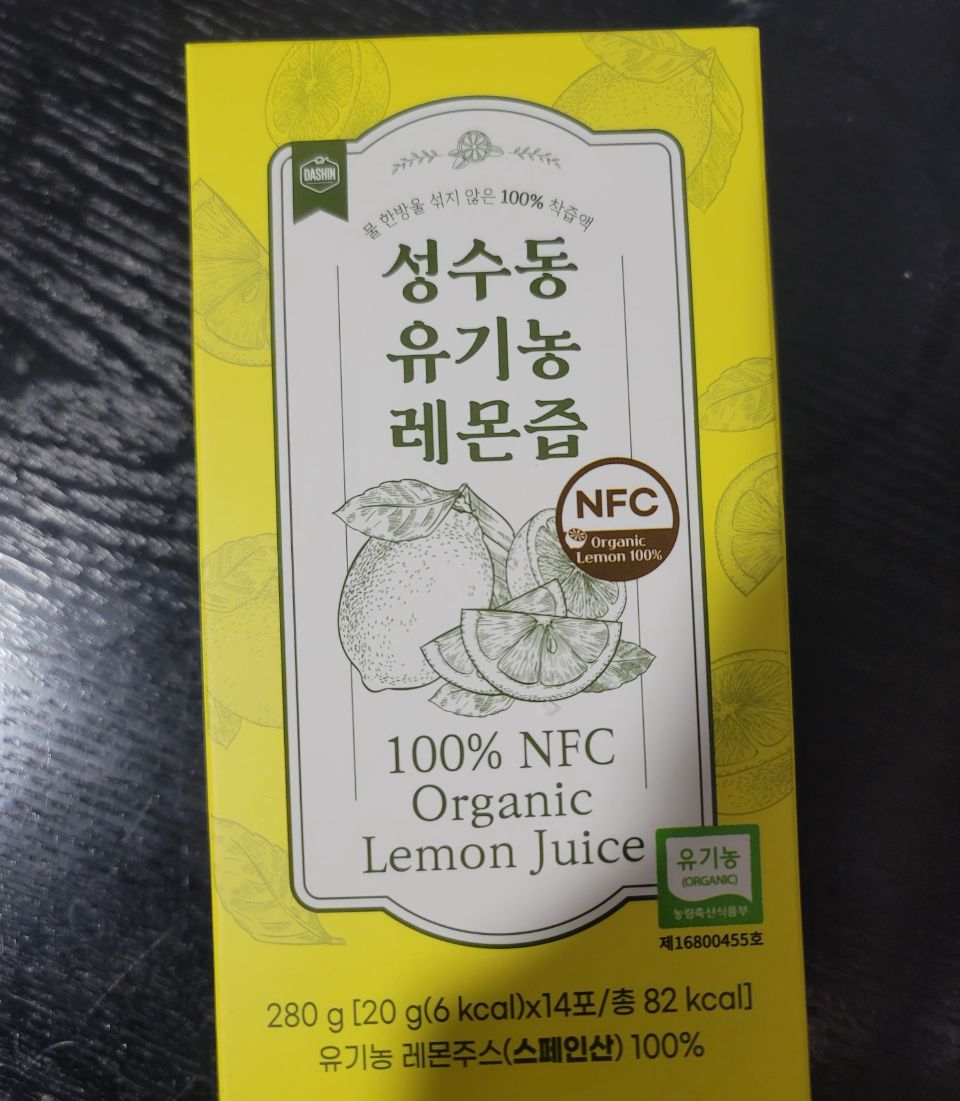 DASHIN
물 한방울 섞지 않은 100% 착즙액
성수동
유기농
레몬즙
NFC
Organic
Lemon 100%
100% NFC
Organic
Lemon Juice
유기농
(ORGANIC)
농림축산식품부
제16800455호
280 g [20 g(6 kcal)x14포/총 82 kcal]
유기농 레몬주스(스페인산) 100%